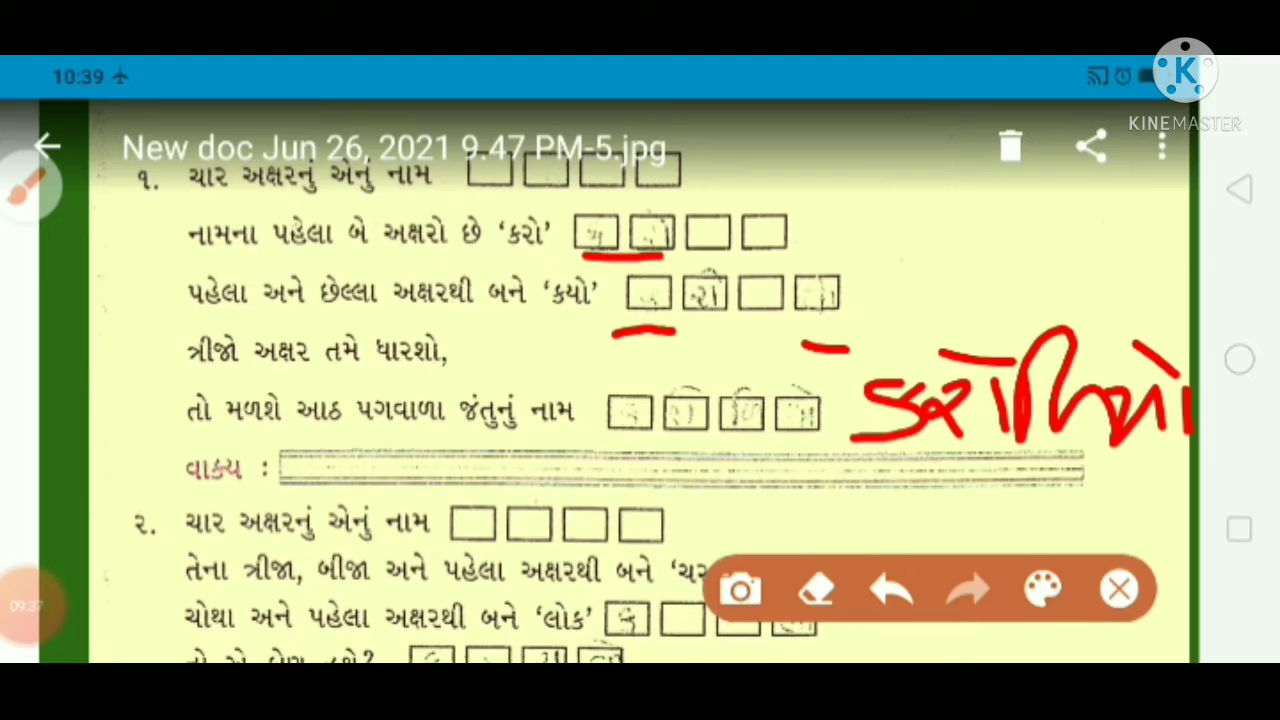 10:39
KINEMASTER
New doc Jun 26, 2021 9.47 PM-5.jpg
૧. ચાર અક્ષરનું એનું નામ
નામના પહેલા બે અક્ષરો છે ‘કરો’
પહેલા અને છેલ્લા અક્ષરથી બને ‘કયો’
ત્રીજો અક્ષર તમે ધારશો,
તો મળશે આઠ પગવાળા જંતુનું નામ
કરોળિયો
વાક્ય :
૨. ચાર અક્ષરનું એનું નામ
તેના ત્રીજા, બીજા અને પહેલા અક્ષરથી બને ‘ચર
ચોથા અને પહેલા અક્ષરથી બને ‘લોક’
09:37